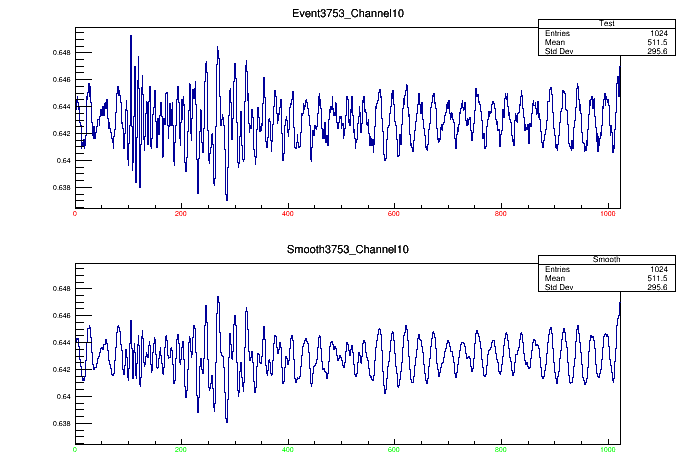 Event3753_Channel10
Test
Entries 1024
Mean 511.5
Std Dev 295.6
0.648
0.646
0.644
0.642
0.64
0.638
0 200 400 600 800 1000
Smooth3753_Channel10
Smooth
Entries 1024
Mean 511.5
Std Dev 295.6
0.648
0.646
0.644
0.642
0.64
0.638
0 200 400 600 800 1000